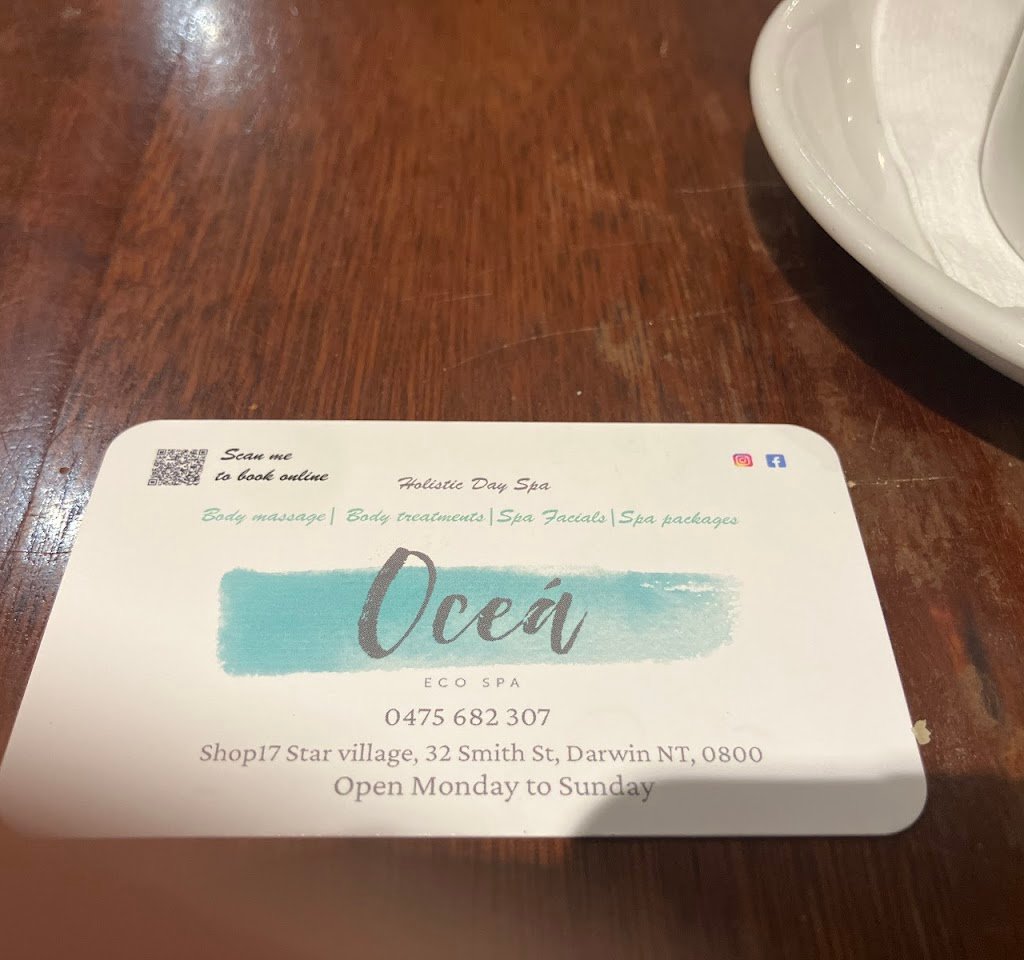 Scan me
to book online
Holistic Day Spa
Body massage| Body treatments|Spa Facials|Spa packages
Oceá
ECO SPA
0475 682 307
Shop17 Star village, 32 Smith St, Darwin NT, 0800
Open Monday to Sunday